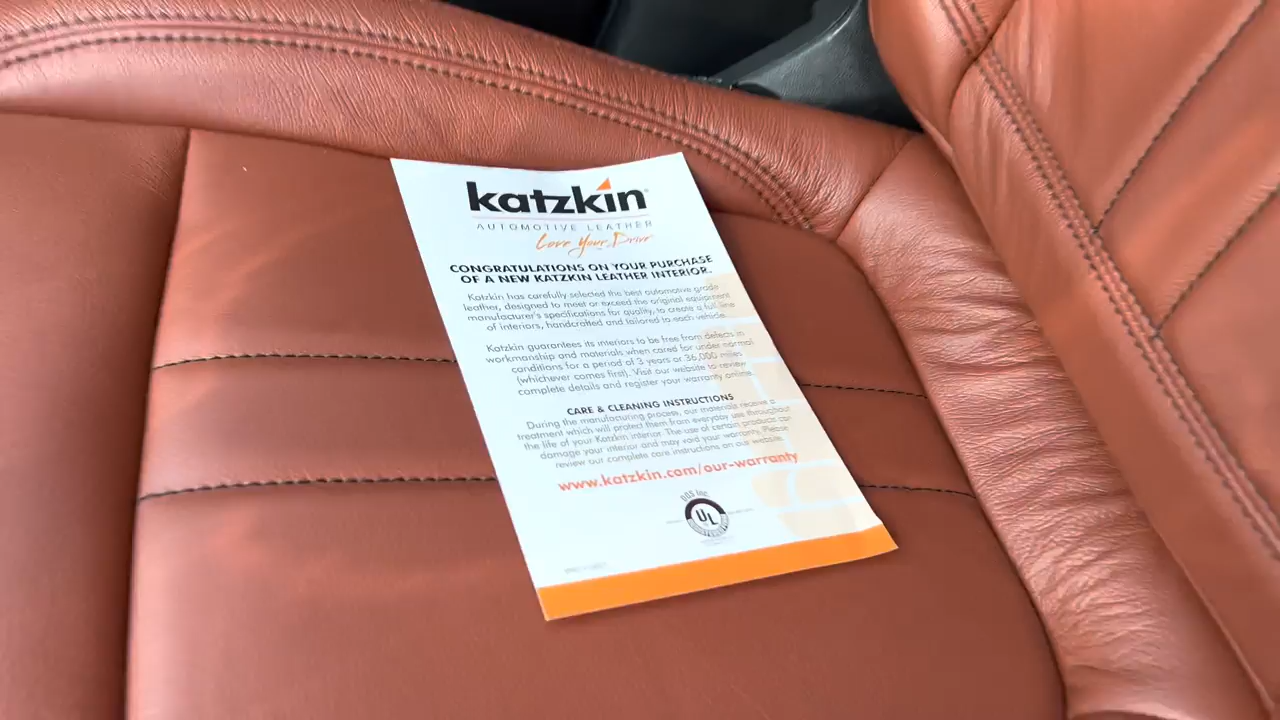 katzkin
AUTOMOTIVE LEATHER
Love Your Drive
CONGRATULATIONS ON YOUR PURCHASE
OF A NEW KATZKIN LEATHER INTERIOR.
Katzkin has carefully selected the best automotive grade
leather, designed to meet or exceed the original equipment
manufacturer's specifications for quality, to create a full line
of interiors, handcrafted and tailored to each vehicle.
Katzkin guarantees its interiors to be free from defects in
workmanship and materials when cared for under normal
conditions for a period of 3 years or 36,000 miles
(whichever comes first). Visit our website to review
complete details and register your warranty online.
CARE & CLEANING INSTRUCTIONS
During the manufacturing process, our materials receive a
treatment which will protect them from everyday use throughout
the life of your Katzkin interior. The use of certain products can
damage your interior and may void your warranty. Please
review our complete care instructions on our website.
www.katzkin.com/our-warranty
UL